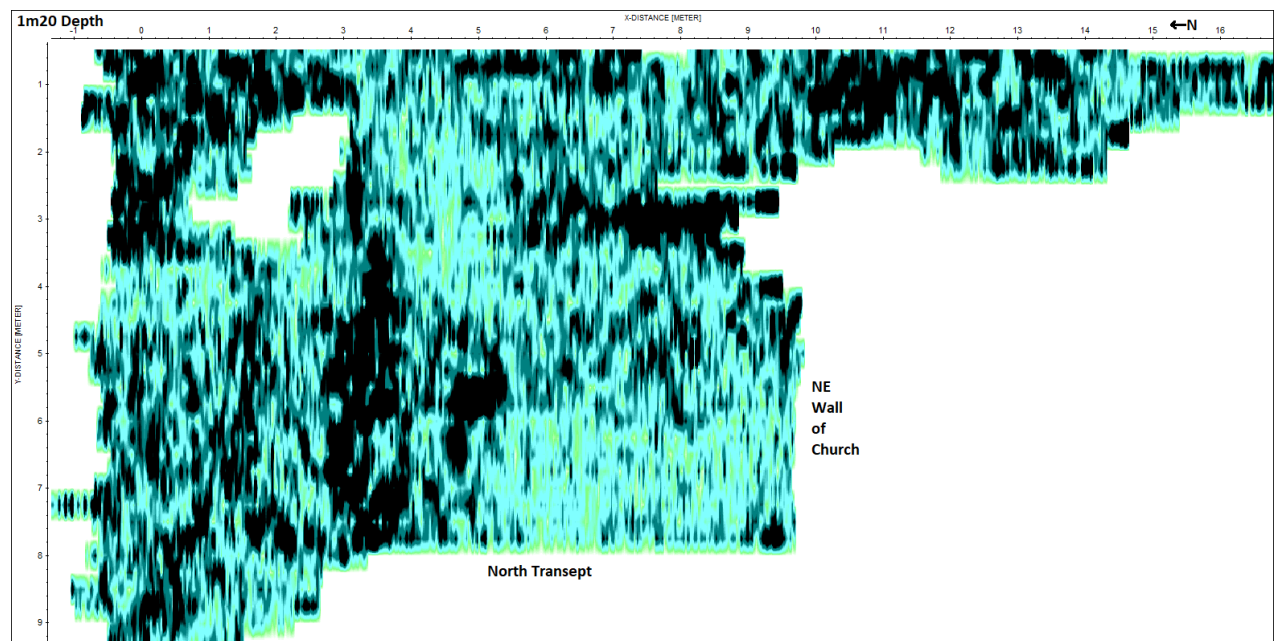 1m20 Depth
X-DISTANCE [METER]
←N
-1 0 1 2 3 4 5 6 7 8 9 10 11 12 13 14 15 16
1
2
3
4
5
6
7
8
9
Y-DISTANCE [METER]
NE
Wall
of
Church
North Transept